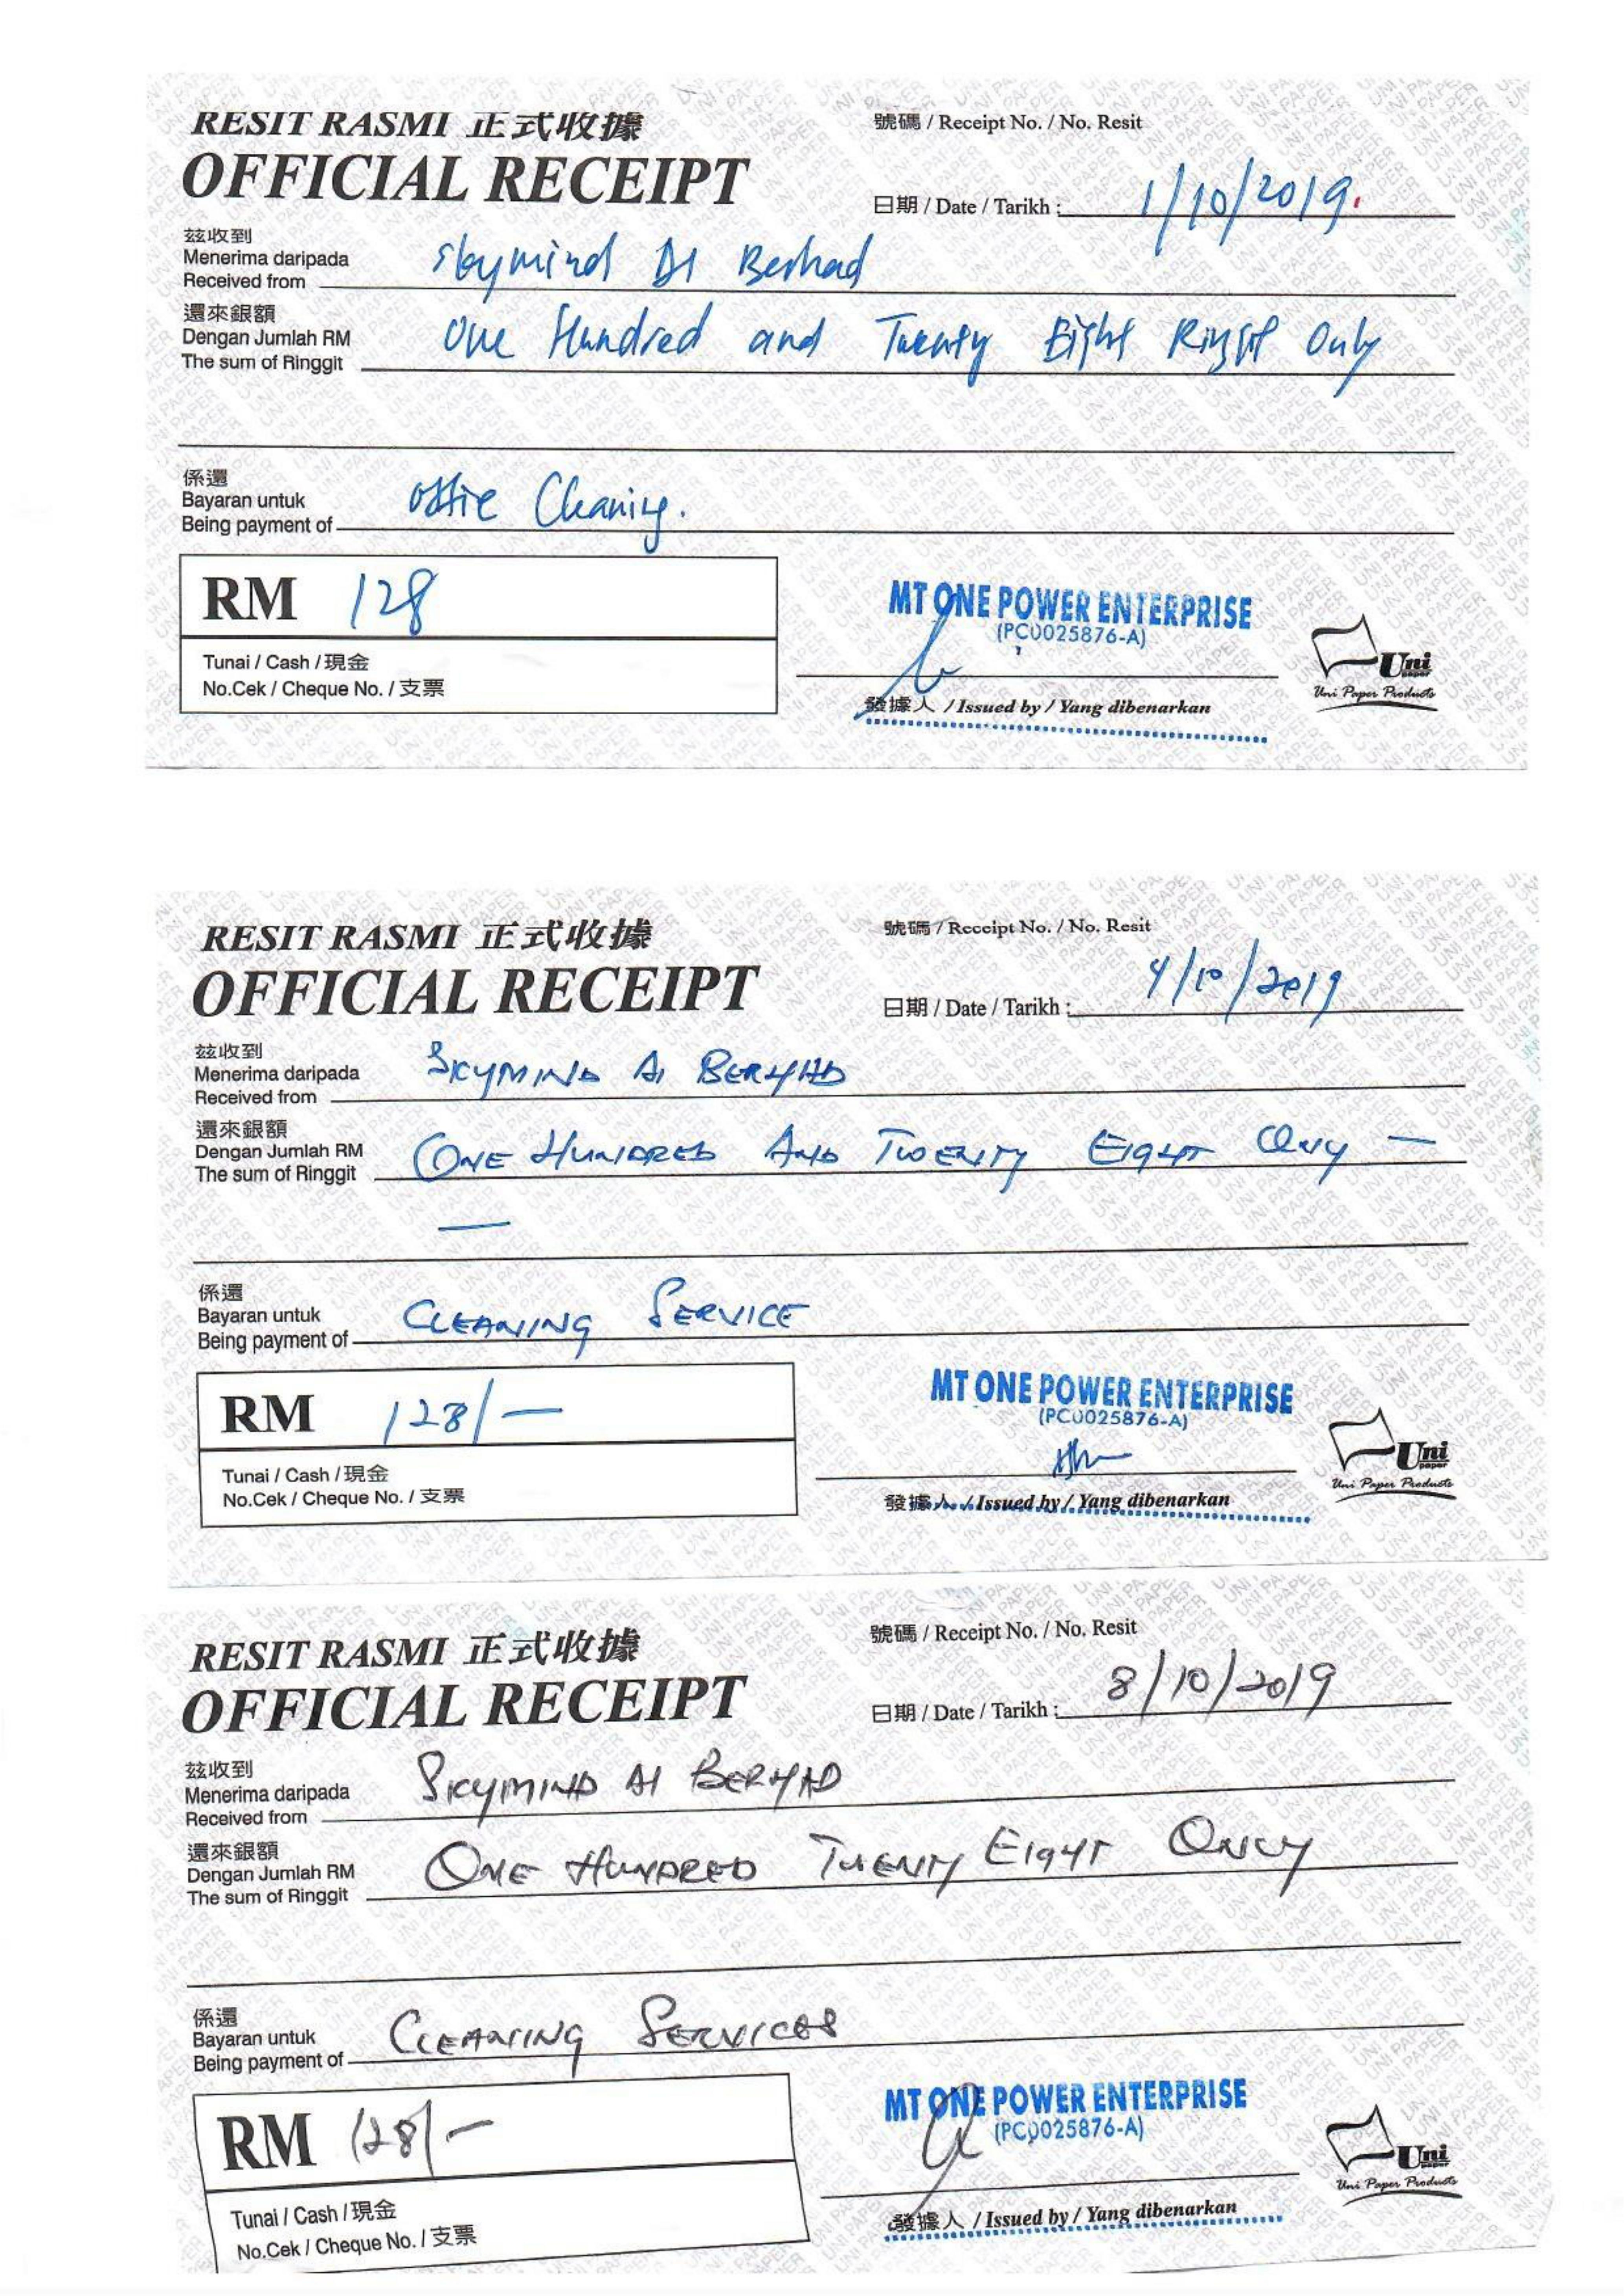 RESIT RASMI 正式收據
OFFICIAL RECEIPT
號碼 / Receipt No. / No. Resit
日期 / Date / Tarikh : 1/10/2019.
玆收到
Menerima daripada
Received from Skymind AI Berhad
還來銀額
Dengan Jumlah RM
The sum of Ringgit One Hundred and Twenty Eight Ringgit Only
係還
Bayaran untuk
Being payment of Office Cleaning.
RM 128
Tunai / Cash / 現金
No.Cek / Cheque No. / 支票
MT ONE POWER ENTERPRISE
(PC0025876-A)
發據人 / Issued by / Yang dibenarkan
Uni
paper
Uni Paper Products
RESIT RASMI 正式收據
OFFICIAL RECEIPT
號碼 / Receipt No. / No. Resit
日期 / Date / Tarikh : 4/10/2019
玆收到
Menerima daripada
Received from SKYMIND AI BERHAD
還來銀額
Dengan Jumlah RM
The sum of Ringgit ONE HUNDRED AND TWENTY EIGHT ONLY —
—
係還
Bayaran untuk
Being payment of CLEANING SERVICE
RM 128/—
Tunai / Cash / 現金
No.Cek / Cheque No. / 支票
MT ONE POWER ENTERPRISE
(PC0025876-A)
發據人 / Issued by / Yang dibenarkan
Uni
paper
Uni Paper Products
RESIT RASMI 正式收據
OFFICIAL RECEIPT
號碼 / Receipt No. / No. Resit
日期 / Date / Tarikh : 8/10/2019
玆收到
Menerima daripada
Received from SKYMIND AI BERHAD
還來銀額
Dengan Jumlah RM
The sum of Ringgit ONE HUNDRED TWENTY EIGHT ONLY
係還
Bayaran untuk
Being payment of CLEANING SERVICES
RM 128/-
Tunai / Cash / 現金
No.Cek / Cheque No. / 支票
MT ONE POWER ENTERPRISE
(PC0025876-A)
發據人 / Issued by / Yang dibenarkan
Uni
paper
Uni Paper Products